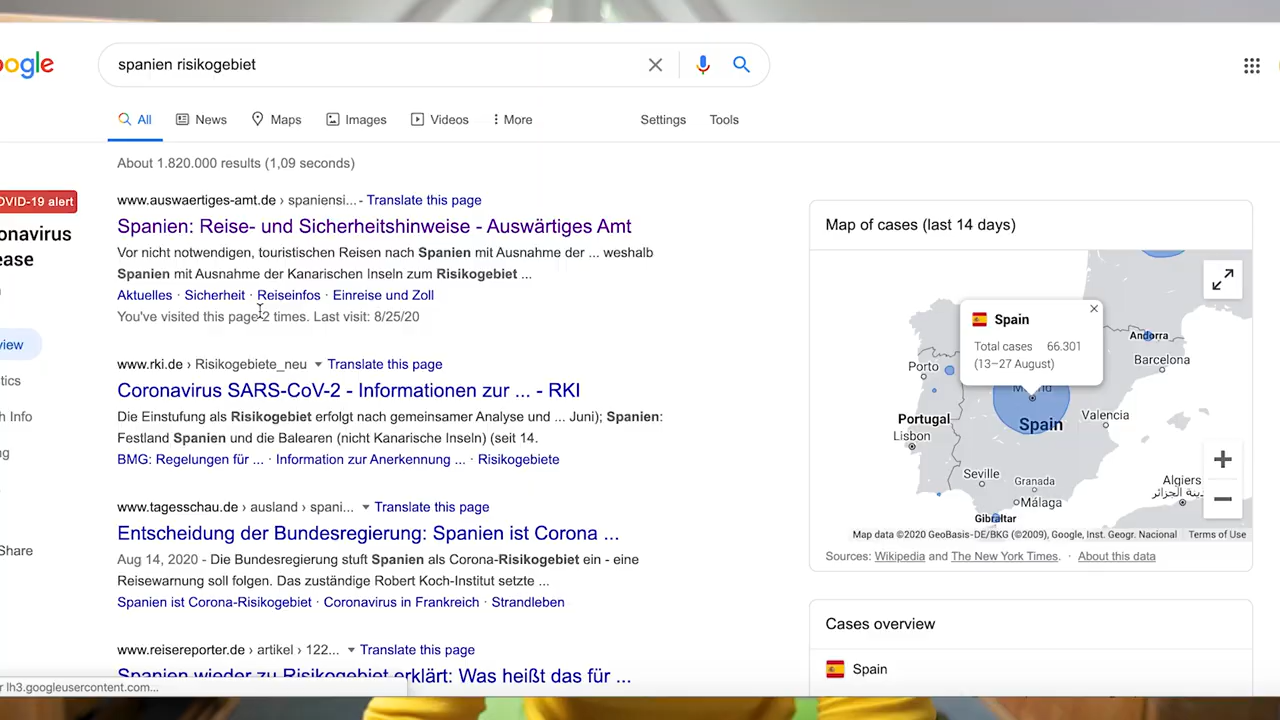 ogle
spanien risikogebiet
All
News
Maps
Images
Videos
More
Settings
Tools
About 1.820.000 results (1,09 seconds)
OVID-19 alert
onavirus
ease
view
tics
h Info
ng
Share
www.auswaertiges-amt.de › spaniensi... - Translate this page
Spanien: Reise- und Sicherheitshinweise - Auswärtiges Amt
Vor nicht notwendigen, touristischen Reisen nach Spanien mit Ausnahme der ... weshalb
Spanien mit Ausnahme der Kanarischen Inseln zum Risikogebiet ...
Aktuelles · Sicherheit · Reiseinfos · Einreise und Zoll
You've visited this page 2 times. Last visit: 8/25/20
www.rki.de › Risikogebiete_neu Translate this page
Coronavirus SARS-CoV-2 - Informationen zur ... - RKI
Die Einstufung als Risikogebiet erfolgt nach gemeinsamer Analyse und ... Juni); Spanien:
Festland Spanien und die Balearen (nicht Kanarische Inseln) (seit 14.
BMG: Regelungen für ... · Information zur Anerkennung ... · Risikogebiete
www.tagesschau.de › ausland › spani... Translate this page
Entscheidung der Bundesregierung: Spanien ist Corona ...
Aug 14, 2020 - Die Bundesregierung stuft Spanien als Corona-Risikogebiet ein - eine
Reisewarnung soll folgen. Das zuständige Robert Koch-Institut setzte ...
Spanien ist Corona-Risikogebiet · Coronavirus in Frankreich · Strandleben
www.reisereporter.de › artikel › 122... Translate this page
Spanien wieder zu Risikogebiet erklärt: Was heißt das für ...
r lh3.googleusercontent.com...
Map of cases (last 14 days)
Spain
Total cases 66.301
(13–27 August)
Andorra
Barcelona
Porto
Portugal
Lisbon
Spain
Valencia
Seville
Granada
Málaga
Gibraltar
Algiers
Map data ©2020 GeoBasis-DE/BKG (©2009), Google, Inst. Geogr. Nacional Terms of Use
Sources: Wikipedia and The New York Times. · About this data
Cases overview
Spain